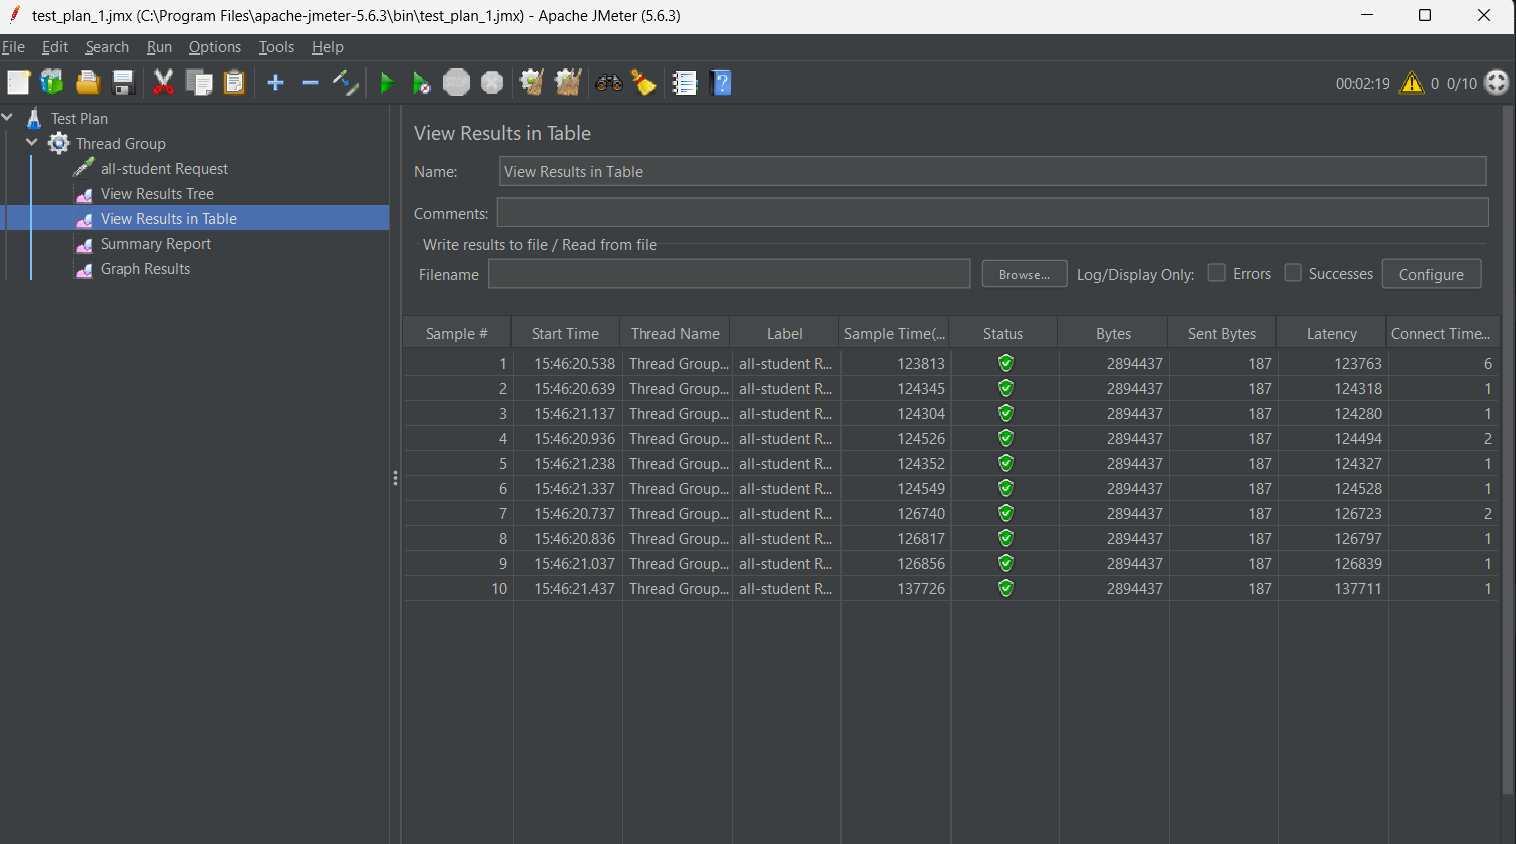 test_plan_1.jmx (C:\Program Files\apache-jmeter-5.6.3\bin\test_plan_1.jmx) - Apache JMeter (5.6.3)
File Edit Search Run Options Tools Help
STOP
00:02:19 0 0/10
Test Plan
Thread Group
all-student Request
View Results Tree
View Results in Table
Summary Report
Graph Results
View Results in Table
Name: View Results in Table
Comments:
Write results to file / Read from file
Filename Browse... Log/Display Only: Errors Successes Configure
Sample # Start Time Thread Name Label Sample Time(... Status Bytes Sent Bytes Latency Connect Time...
1 15:46:20.538 Thread Group... all-student R... 123813 2894437 187 123763 6
2 15:46:20.639 Thread Group... all-student R... 124345 2894437 187 124318 1
3 15:46:21.137 Thread Group... all-student R... 124304 2894437 187 124280 1
4 15:46:20.936 Thread Group... all-student R... 124526 2894437 187 124494 2
5 15:46:21.238 Thread Group... all-student R... 124352 2894437 187 124327 1
6 15:46:21.337 Thread Group... all-student R... 124549 2894437 187 124528 1
7 15:46:20.737 Thread Group... all-student R... 126740 2894437 187 126723 2
8 15:46:20.836 Thread Group... all-student R... 126817 2894437 187 126797 1
9 15:46:21.037 Thread Group... all-student R... 126856 2894437 187 126839 1
10 15:46:21.437 Thread Group... all-student R... 137726 2894437 187 137711 1